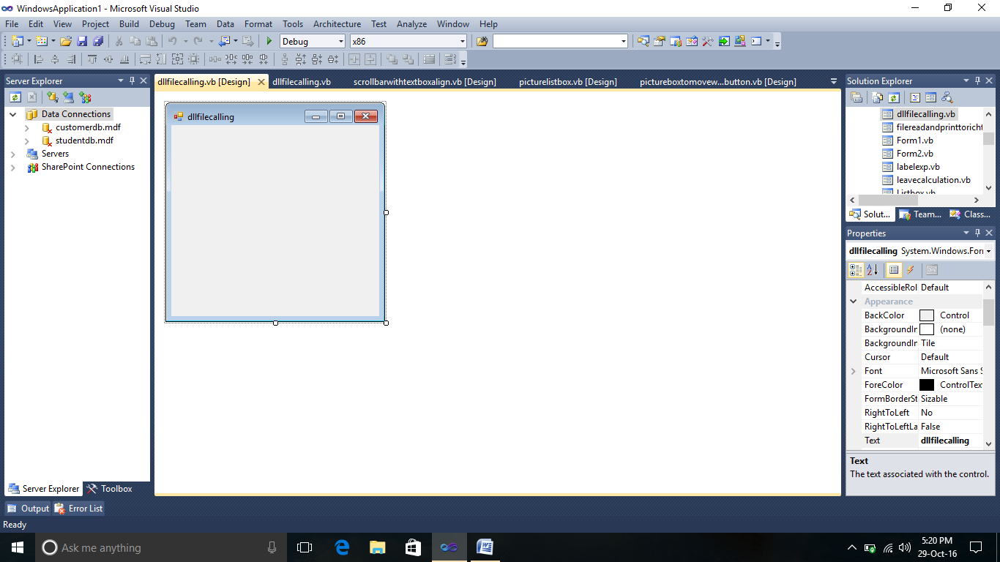 WindowsApplication1 - Microsoft Visual Studio
File Edit View Project Build Debug Team Data Format Tools Architecture Test Analyze Window Help
Debug x86
Server Explorer
Data Connections
customerdb.mdf
studentdb.mdf
Servers
SharePoint Connections
Server Explorer Toolbox
dllfilecalling.vb [Design] dllfilecalling.vb scrollbarwithtextboxalign.vb [Design] picturelistbox.vb [Design] pictureboxtomovew...button.vb [Design]
dllfilecalling
Solution Explorer
dllfilecalling.vb
filereadandprinttoricht
Form1.vb
Form2.vb
labelexp.vb
leavecalculation.vb
Listbox.vb
Solut... Team... Class...
Properties
dllfilecalling System.Windows.For
AccessibleRol Default
Appearance
BackColor Control
BackgroundIr (none)
BackgroundIr Tile
Cursor Default
Font Microsoft Sans S
ForeColor ControlTex
FormBorderSt Sizable
RightToLeft No
RightToLeftLa False
Text dllfilecalling
Text
The text associated with the control.
Output Error List
Ready
Ask me anything
5:20 PM
29-Oct-16